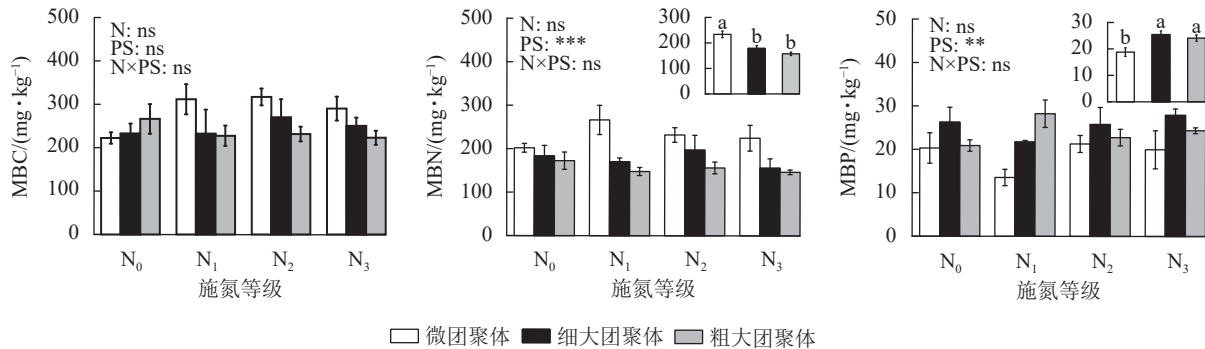 MBC/(mg·kg⁻¹)
500
400
300
200
100
0
N: ns
PS: ns
N×PS: ns
N₀ N₁ N₂ N₃
施氮等级
MBN/(mg·kg⁻¹)
500
400
300
200
100
0
N: ns
PS: ***
N×PS: ns
300
200
100
0
a b b
N₀ N₁ N₂ N₃
施氮等级
MBP/(mg·kg⁻¹)
50
40
30
20
10
0
N: ns
PS: **
N×PS: ns
30
20
10
0
b a a
N₀ N₁ N₂ N₃
施氮等级
微团聚体 细大团聚体 粗大团聚体